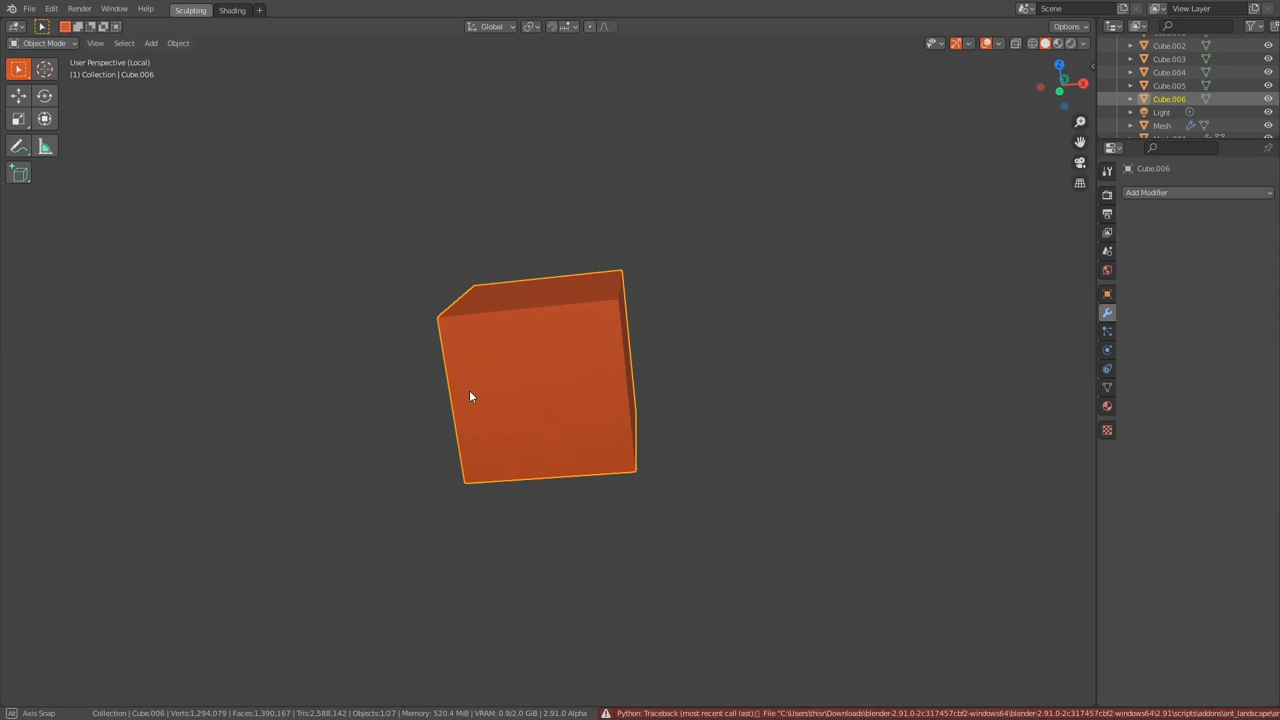 File Edit Render Window Help Sculpting Shading + Scene View Layer
Global Options
Object Mode View Select Add Object
User Perspective (Local)
(1) Collection | Cube.006
Z
Y
X
Cube.002
Cube.003
Cube.004
Cube.005
Cube.006
Light
Mesh
Cube.006
Add Modifier
Axis Snap Collection | Cube.006 | Verts:1,294,079 | Faces:1,390,167 | Tris:2,588,142 | Objects:1/27 | Memory: 520.4 MiB | VRAM: 0.9/2.0 GiB | 2.91.0 Alpha Python: Traceback (most recent call last): File "C:\Users\thisn\Downloads\blender-2.91.0-2c317457cbf2-windows64\blender-2.91.0-2c317457cbf2-windows64\2.91\scripts\addons\ant_landscape\